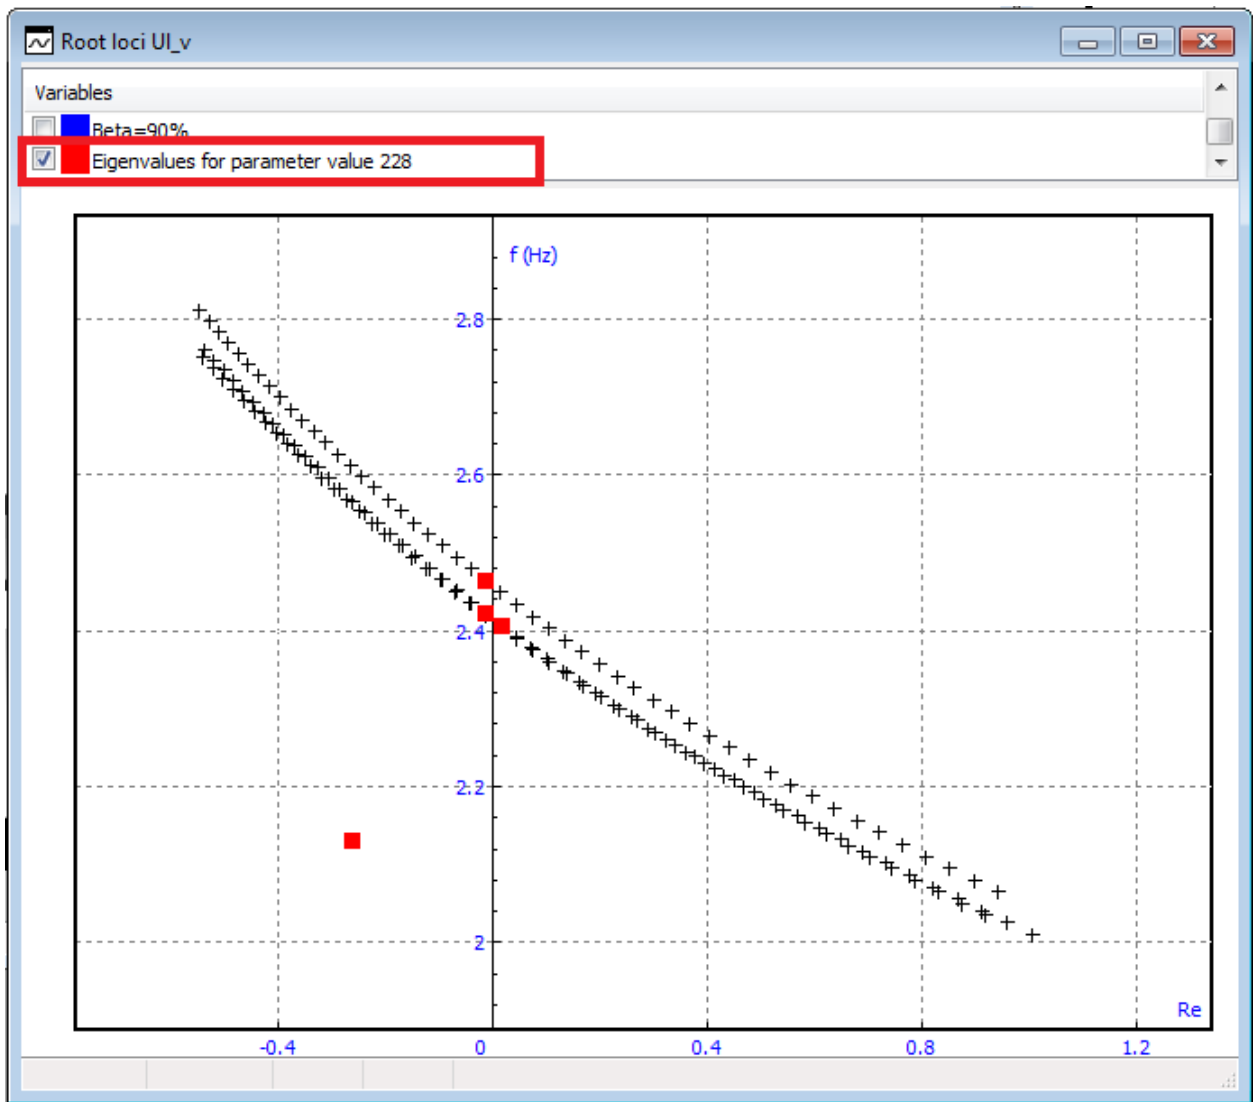 Root loci UI_v
Variables
Beta=90%
Eigenvalues for parameter value 228
f (Hz)
2.8
2.6
2.4
2.2
2
Re
-0.4 0 0.4 0.8 1.2